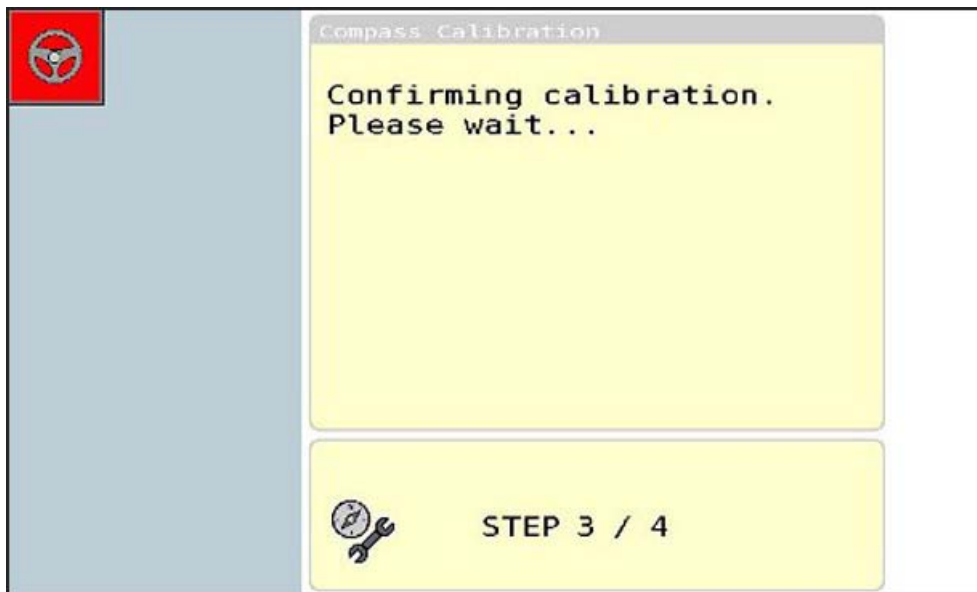 Compass Calibration
Confirming calibration.
Please wait...
STEP 3 / 4